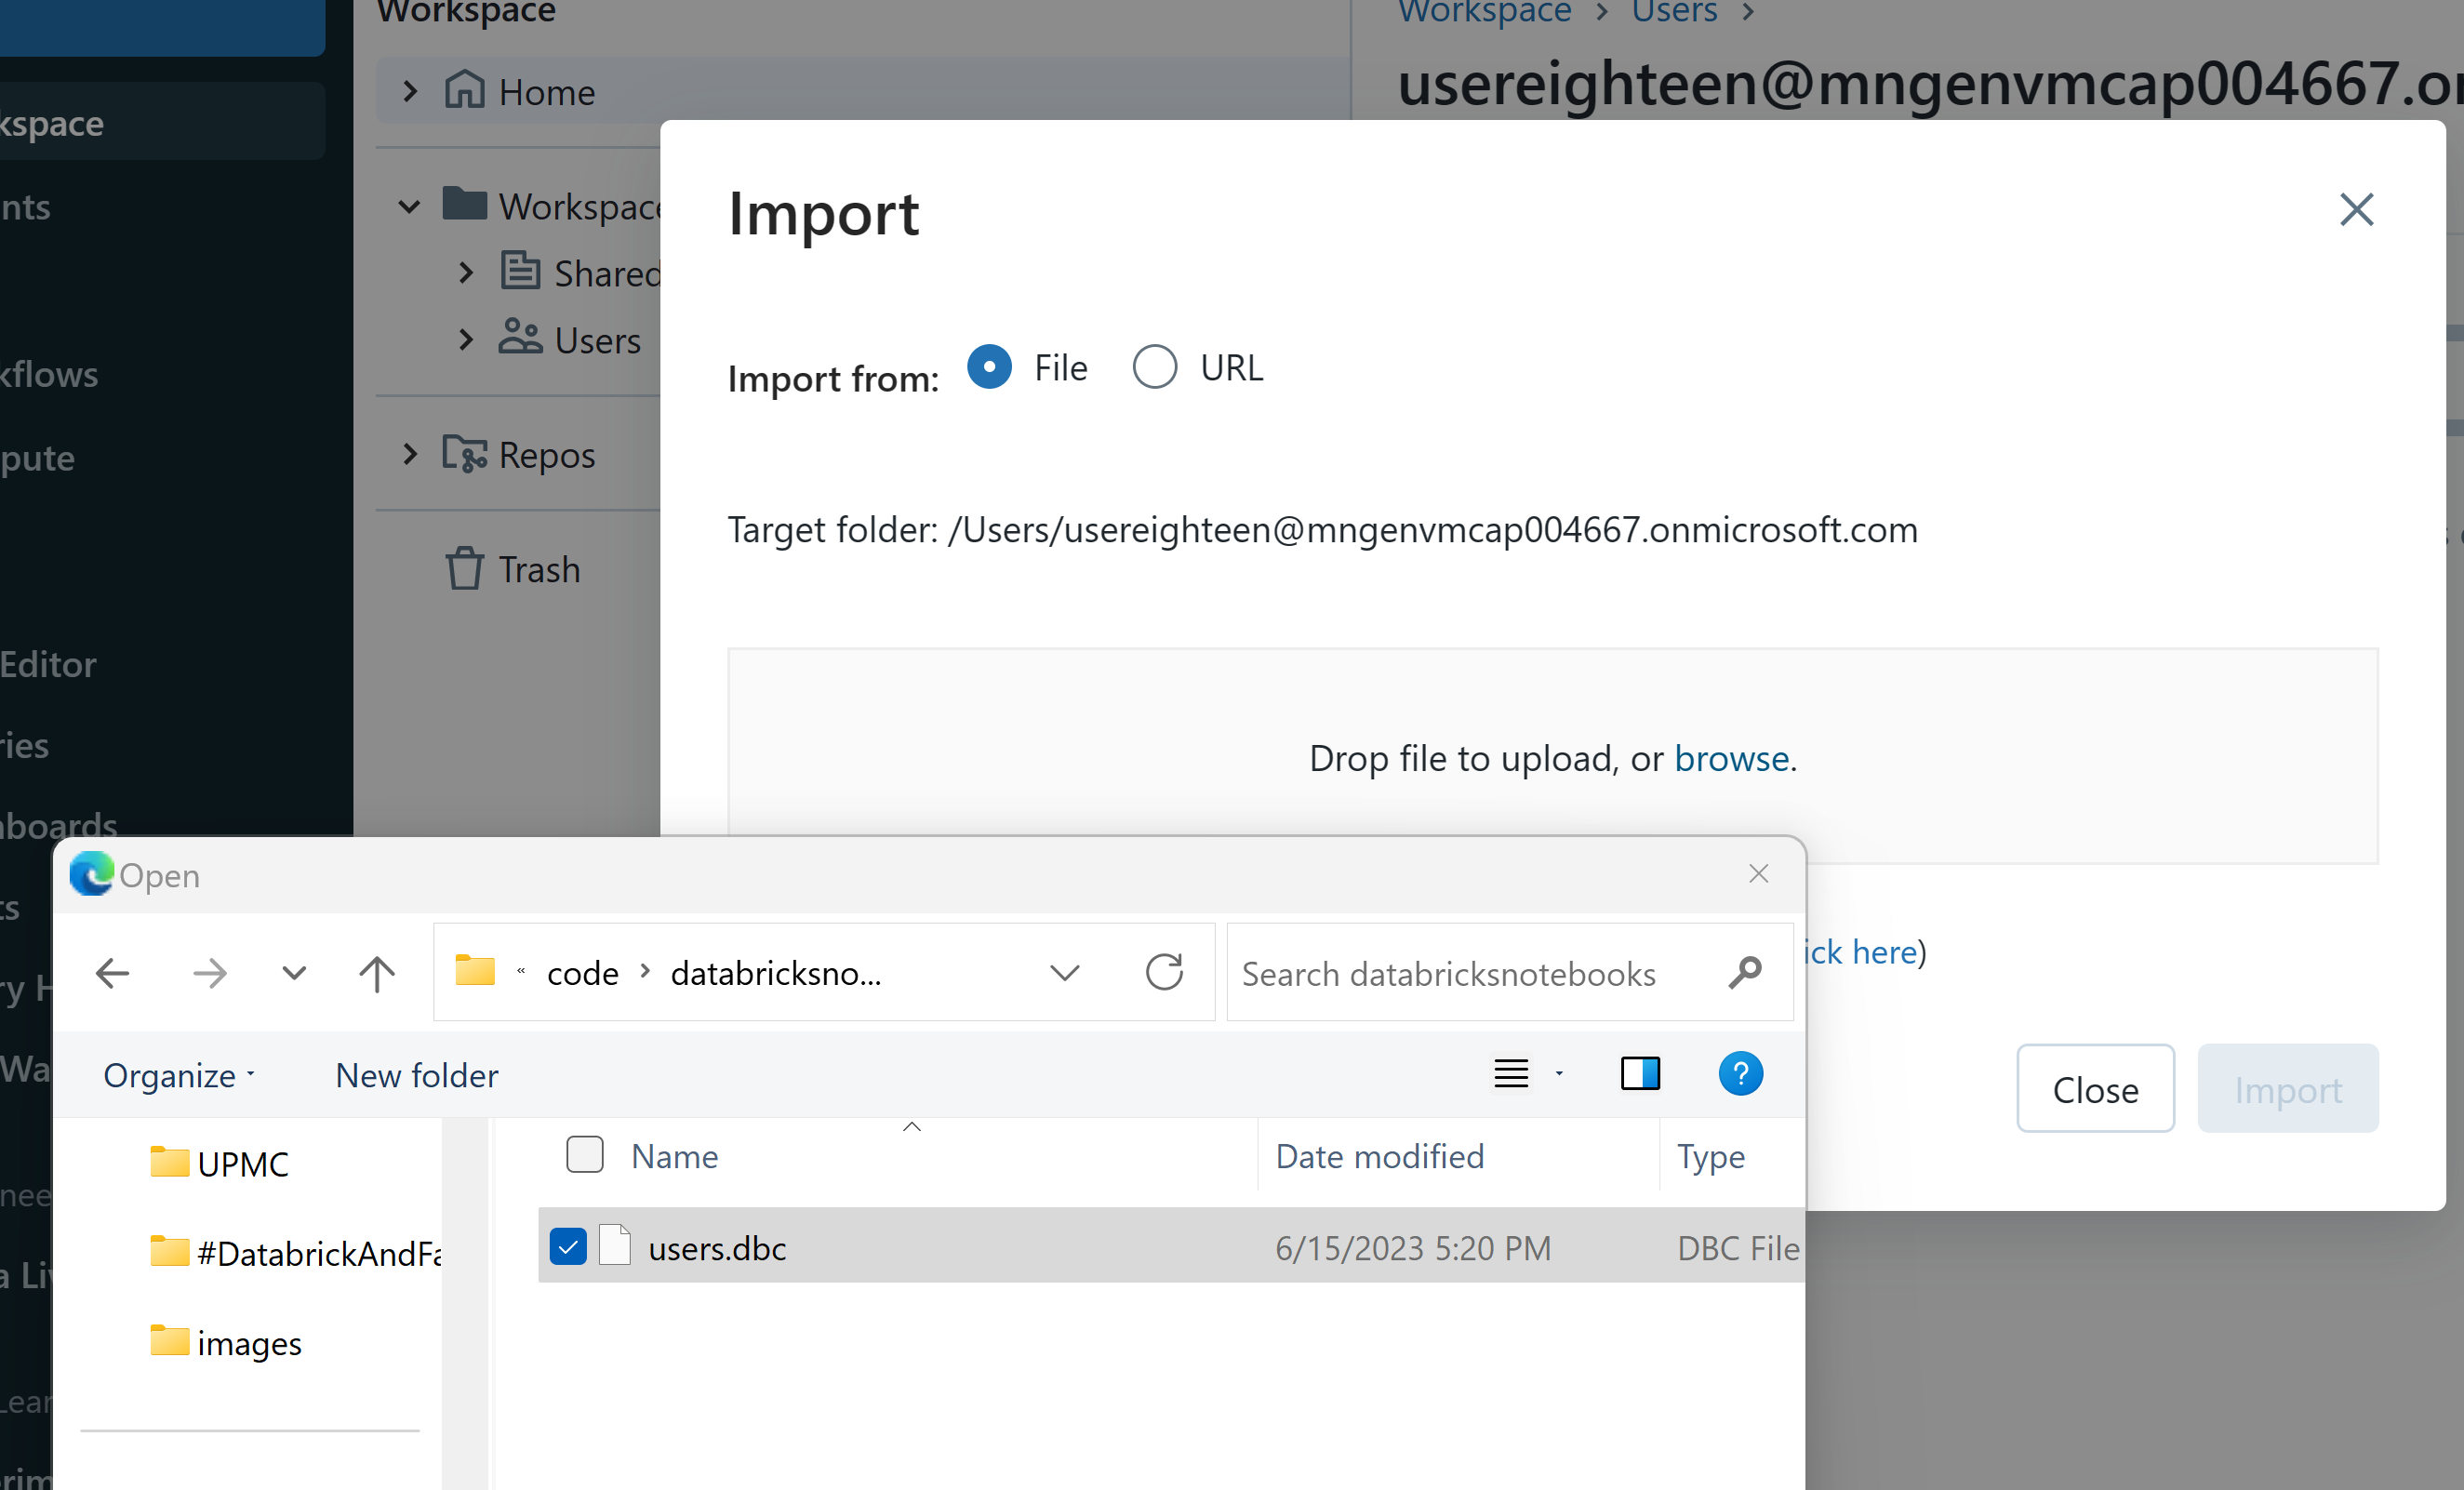 Workspace
Workspace > Users >
usereighteen@mngenvmcap004667.o
Home
kspace
nts
kflows
pute
Editor
ries
boards
ts
ry H
Wa
nee
a Liv
Lear
erim
Workspace
Shared
Users
Repos
Trash
Import
Import from: File URL
Target folder: /Users/usereighteen@mngenvmcap004667.onmicrosoft.com
Drop file to upload, or browse.
ick here)
Close Import
Open
« code > databricksno...
Search databricksnotebooks
Organize New folder
?
UPMC
#DatabrickAndFa
images
Name Date modified Type
users.dbc 6/15/2023 5:20 PM DBC File